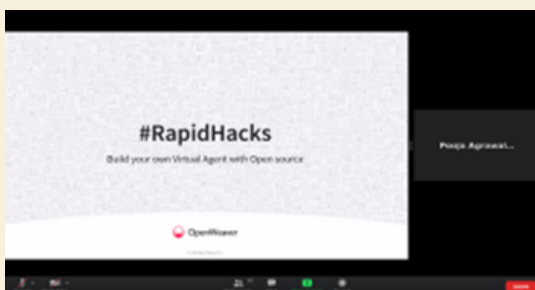 #RapidHacks
Build your own Virtual Agent with Open source
OpenWeaver
Pooja Agrawal...